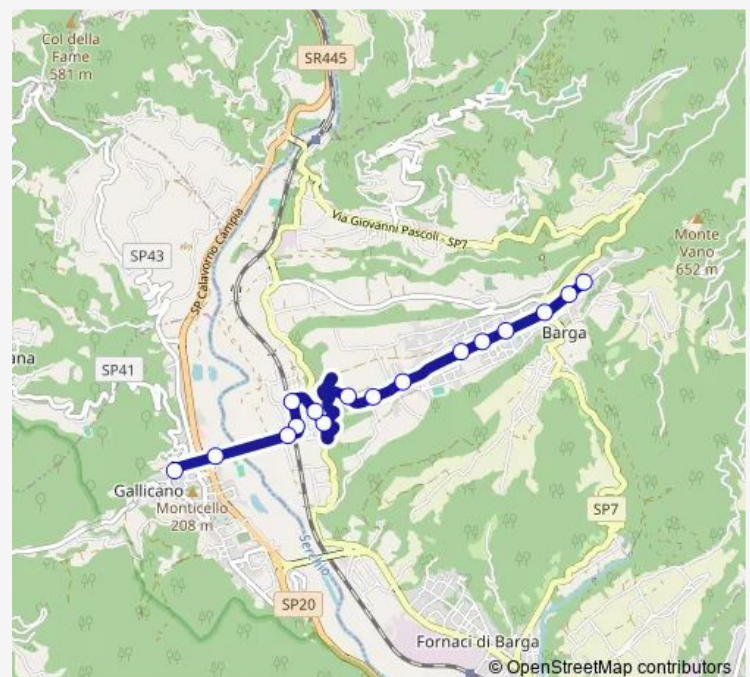 Col della
Fame
581 m
SR445
Via Giovanni Pascoli - SP7
SP Calavorno Campia
SP43
Monte
Vano
652 m
Barga
ana
SP41
Gallicano
Monticello
208 m
SP7
Serchio
SP20
Fornaci di Barga
© OpenStreetMap contributors